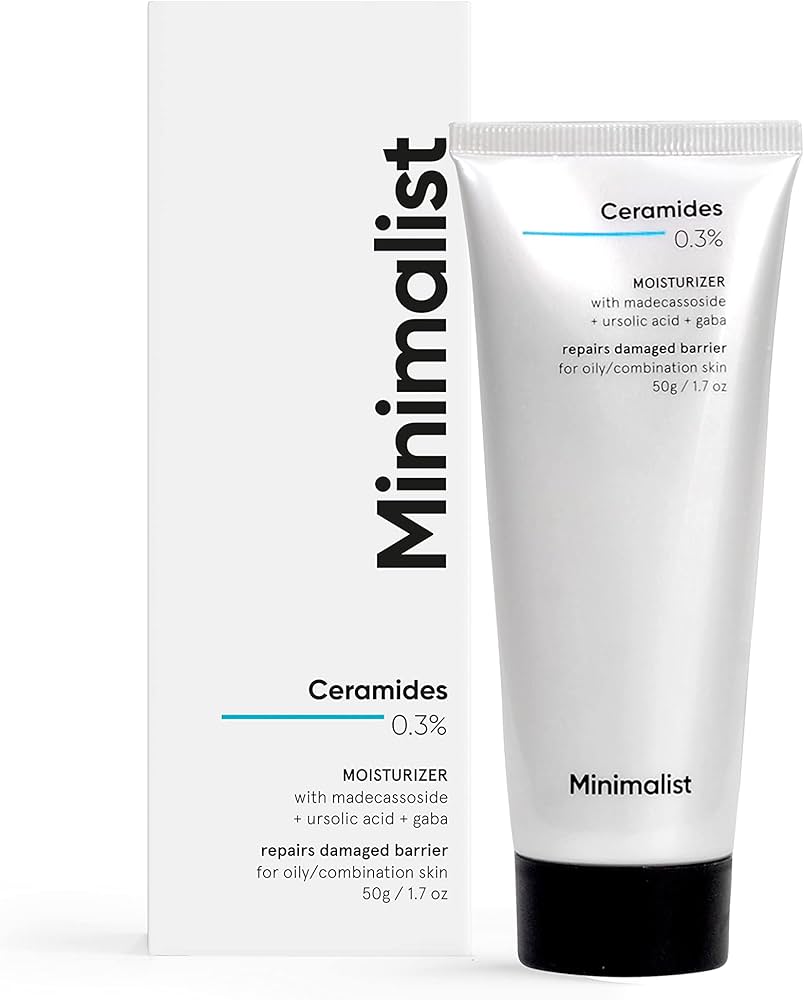 Minimalist
Ceramides
0.3%
MOISTURIZER
with madecassoside
+ ursolic acid + gaba
repairs damaged barrier
for oily/combination skin
50g / 1.7 oz
Ceramides
0.3%
MOISTURIZER
with madecassoside
+ ursolic acid + gaba
repairs damaged barrier
for oily/combination skin
50g / 1.7 oz
Minimalist